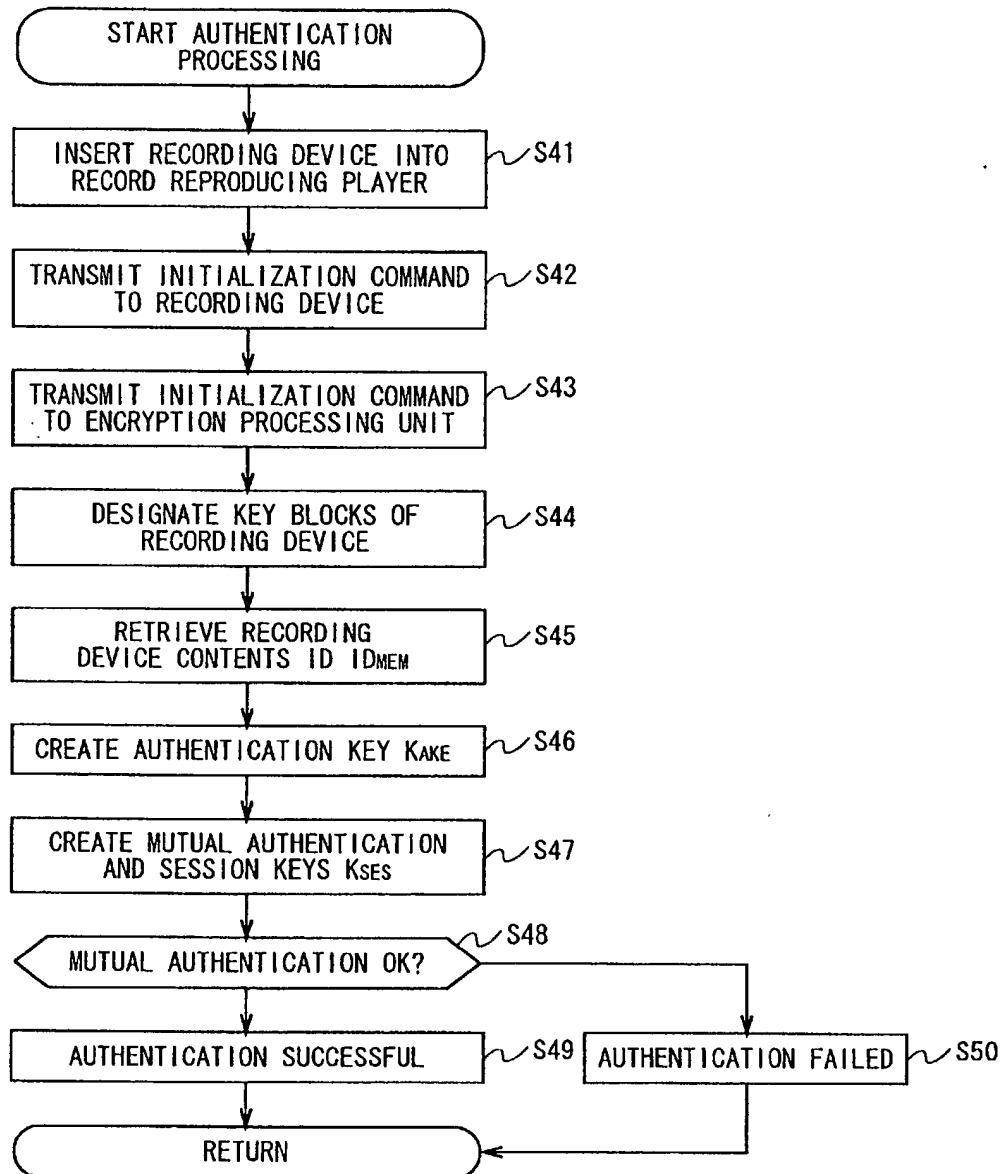 START AUTHENTICATION
PROCESSING
INSERT RECORDING DEVICE INTO
RECORD REPRODUCING PLAYER
S41
TRANSMIT INITIALIZATION COMMAND
TO RECORDING DEVICE
S42
TRANSMIT INITIALIZATION COMMAND
TO ENCRYPTION PROCESSING UNIT
S43
DESIGNATE KEY BLOCKS OF
RECORDING DEVICE
S44
RETRIEVE RECORDING
DEVICE CONTENTS ID IDMEM
S45
CREATE AUTHENTICATION KEY KAKE
S46
CREATE MUTUAL AUTHENTICATION
AND SESSION KEYS KSES
S47
MUTUAL AUTHENTICATION OK?
S48
AUTHENTICATION SUCCESSFUL
S49
AUTHENTICATION FAILED
S50
RETURN